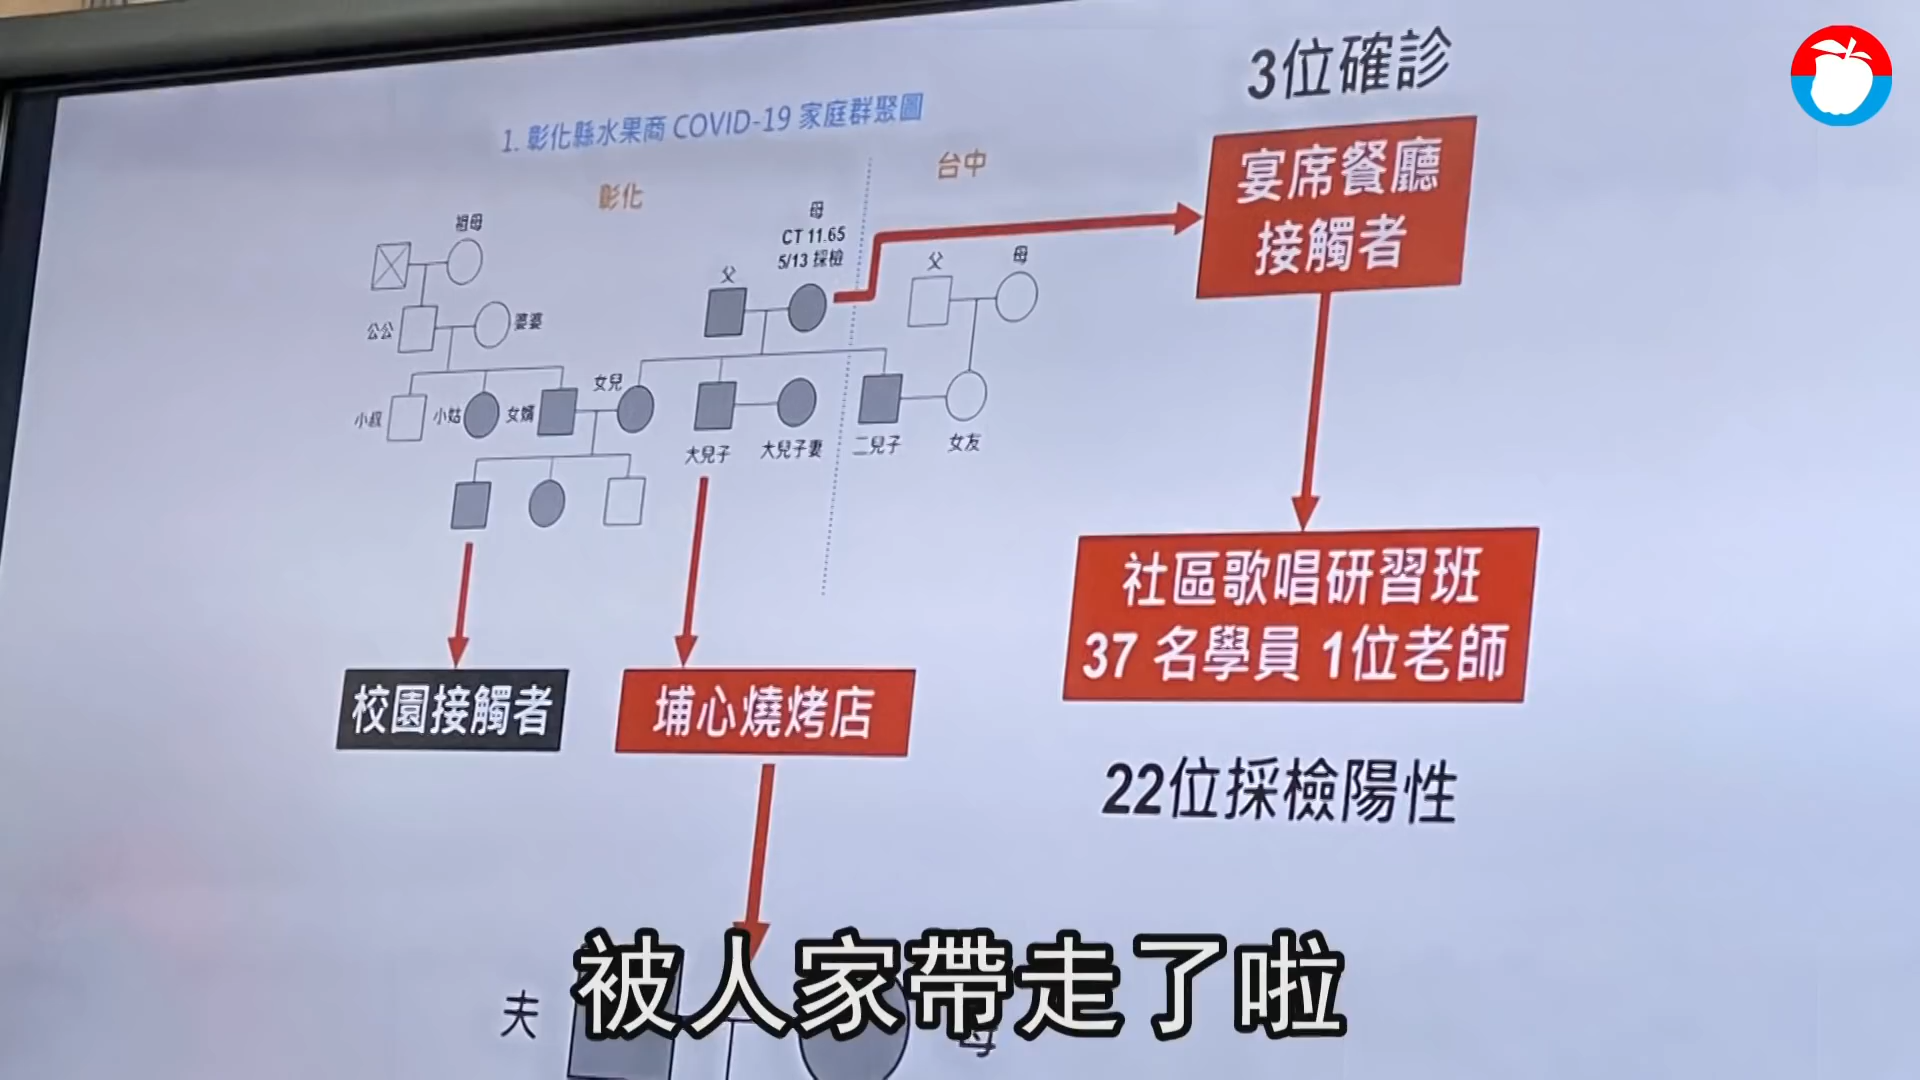 3位確診
1. 彰化縣水果商 COVID-19 家庭群聚圖
彰化
台中
宴席餐廳
接觸者
祖母
母
CT 11.65
5/13 採檢
父
父
母
公公
婆婆
小叔
小姑
女婿
女兒
大兒子
大兒子妻
二兒子
女友
社區歌唱研習班
37 名學員 1位老師
校園接觸者
埔心燒烤店
22位採檢陽性
夫
母
被人家帶走了啦